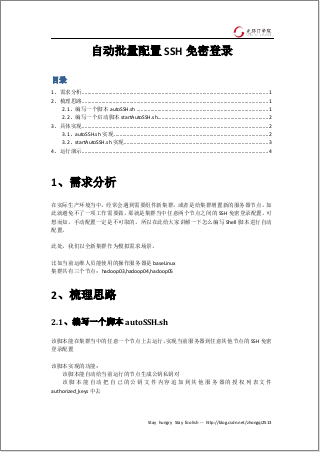 自动批量配置 SSH 免密登录
目录
1、需求分析 1
2、梳理思路 1
2.1、编写一个脚本 autoSSH.sh 1
2.2、编写一个启动脚本 startAutoSSH.sh 2
3、具体实现 2
3.1、autoSSH.sh 实现 2
3.2、startAutoSSH.sh 实现 3
4、运行演示 4
1、需求分析
在实际生产环境当中，经常会遇到需要组件新集群，或者是给集群增置新的服务器节点。如
此就避免不了一项工作需要做。那就是集群当中任意两个节点之间的 SSH 免密登录配置。可
想而知，手动配置一定是不可取的。所以在此给大家讲解一下怎么编写 Shell 脚本进行自动
配置。
此处，我们以全新集群作为模拟需求场景。
比如当前运维人员能使用的操作服务器是 baseLinux
集群共有三个节点：hadoop03,hadoop04,hadoop05
2、梳理思路
2.1、编写一个脚本 autoSSH.sh
该脚本能在集群当中的任意一个节点上去运行，实现当前服务器到任意其他节点的 SSH 免密
登录配置
该脚本实现的功能：
该脚本能自动给当前运行的节点生成公钥私钥对
该脚本能自动把自己的公钥文件内容追加到其他服务器的授权列表文件
authorized_keys 中去
Stay hungry Stay foolish -- http://blog.csdn.net/zhongqi2513